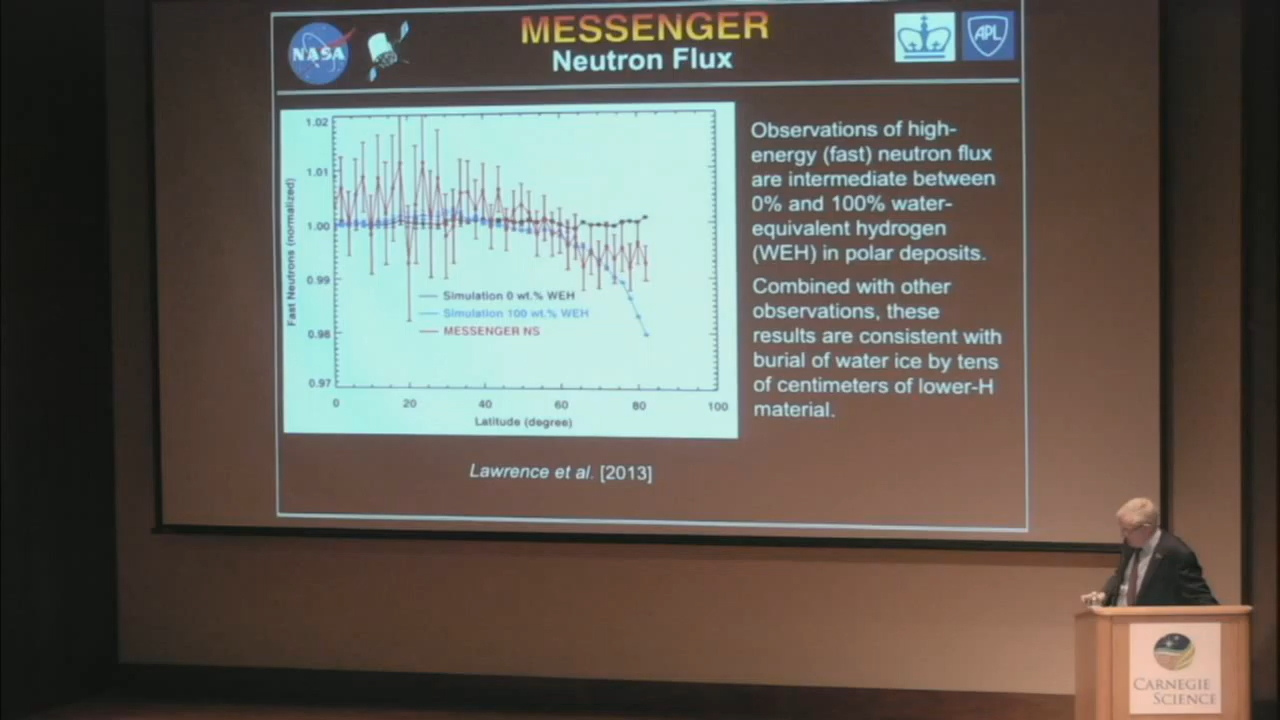 NASA
MESSENGER
Neutron Flux
APL
1.02
1.01
1.00
0.99
0.98
0.97
Fast Neutrons (normalized)
Simulation 0 wt.% WEH
Simulation 100 wt.% WEH
MESSENGER NS
0 20 40 60 80 100
Latitude (degree)
Observations of high-
energy (fast) neutron flux
are intermediate between
0% and 100% water-
equivalent hydrogen
(WEH) in polar deposits.
Combined with other
observations, these
results are consistent with
burial of water ice by tens
of centimeters of lower-H
material.
Lawrence et al. [2013]
CARNEGIE
SCIENCE